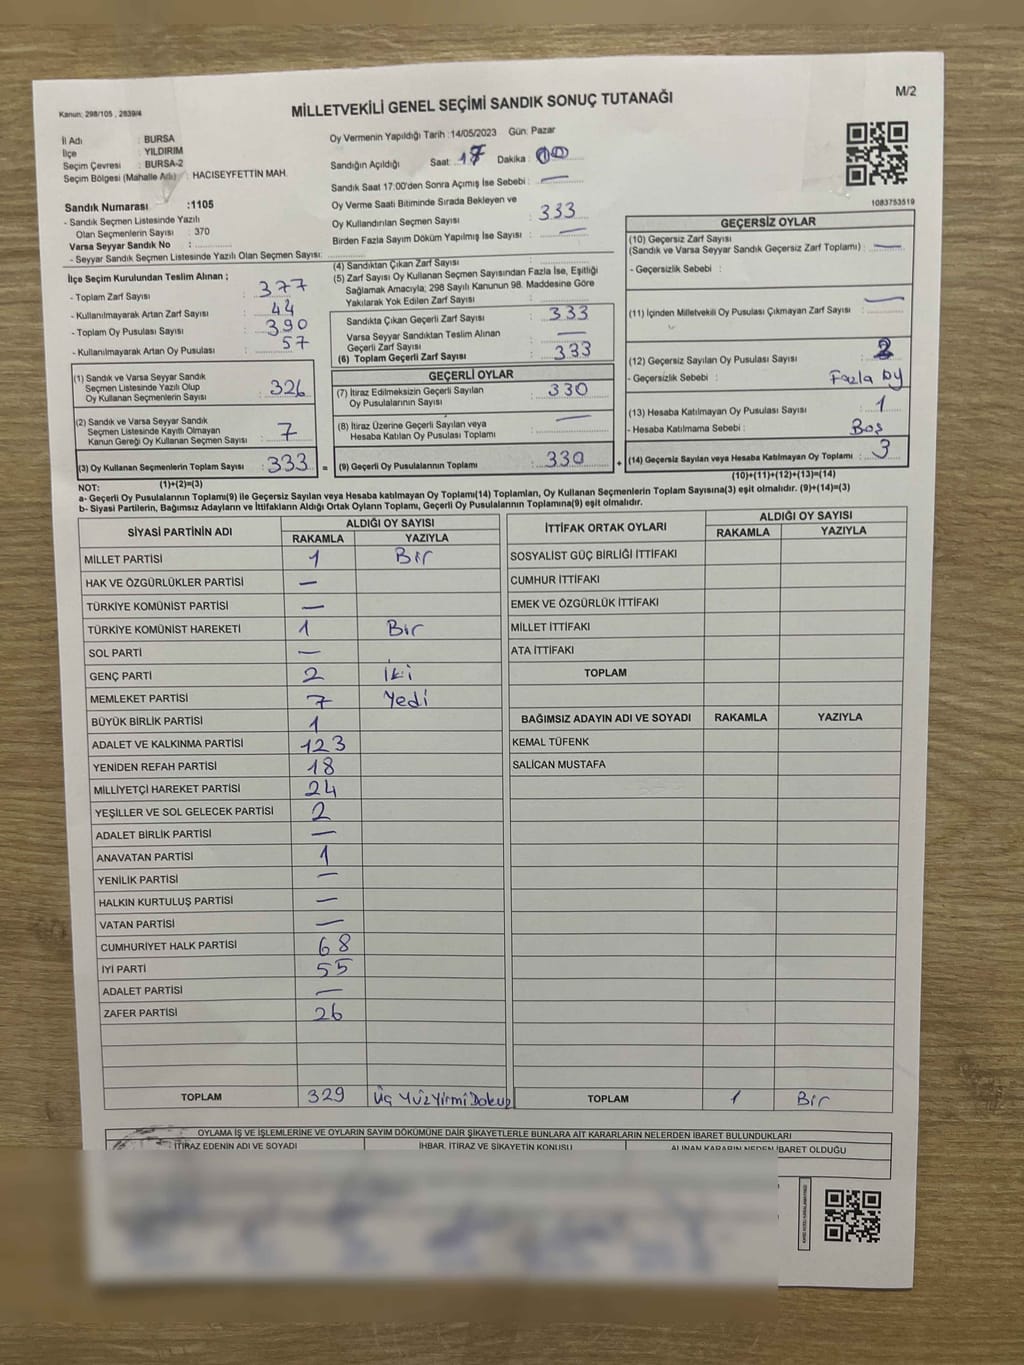 Kanun: 298/105 , 2839/4
MİLLETVEKİLİ GENEL SEÇİMİ SANDIK SONUÇ TUTANAĞI
M/2
İl Adı : BURSA
İlçe : YILDIRIM
Seçim Çevresi : BURSA-2
Seçim Bölgesi (Mahalle Adı) : HACISEYFETTİN MAH.
Sandık Numarası :1105
- Sandık Seçmen Listesinde Yazılı
Olan Seçmenlerin Sayısı : 370
Varsa Seyyar Sandık No :
- Seyyar Sandık Seçmen Listesinde Yazılı Olan Seçmen Sayısı:
Oy Vermenin Yapıldığı Tarih :14/05/2023 Gün: Pazar
Sandığın Açıldığı Saat : 17 Dakika : 00
Sandık Saat 17:00'den Sonra Açımış İse Sebebi : —
Oy Verme Saati Bitiminde Sırada Bekleyen ve
Oy Kullandırılan Seçmen Sayısı : 333
Birden Fazla Sayım Döküm Yapılmış İse Sayısı : —
1083753519
İlçe Seçim Kurulundan Teslim Alınan ;
- Toplam Zarf Sayısı : 377
- Kullanılmayarak Artan Zarf Sayısı : 44
- Toplam Oy Pusulası Sayısı : 390
- Kullanılmayarak Artan Oy Pusulası : 57
(1) Sandık ve Varsa Seyyar Sandık
Seçmen Listesinde Yazılı Olup
Oy Kullanan Seçmenlerin Sayısı : 326
(2) Sandık ve Varsa Seyyar Sandık
Seçmen Listesinde Kayıtlı Olmayan
Kanun Gereği Oy Kullanan Seçmen Sayısı : 7
(3) Oy Kullanan Seçmenlerin Toplam Sayısı : 333 =
(1)+(2)=(3)
(4) Sandıktan Çıkan Zarf Sayısı :
(5) Zarf Sayısı Oy Kullanan Seçmen Sayısından Fazla İse, Eşitliği
Sağlamak Amacıyla; 298 Sayılı Kanunun 98. Maddesine Göre
Yakılarak Yok Edilen Zarf Sayısı :
Sandıkta Çıkan Geçerli Zarf Sayısı : 333
Varsa Seyyar Sandıktan Teslim Alınan
Geçerli Zarf Sayısı : —
(6) Toplam Geçerli Zarf Sayısı : 333
GEÇERLİ OYLAR
(7) İtiraz Edilmeksizin Geçerli Sayılan
Oy Pusulalarının Sayısı : 330
(8) İtiraz Üzerine Geçerli Sayılan veya
Hesaba Katılan Oy Pusulası Toplamı : —
(9) Geçerli Oy Pusulalarının Toplamı : 330 +
GEÇERSİZ OYLAR
(10) Geçersiz Zarf Sayısı
(Sandık ve Varsa Seyyar Sandık Geçersiz Zarf Toplamı) : —
- Geçersizlik Sebebi :
(11) İçinden Milletvekili Oy Pusulası Çıkmayan Zarf Sayısı : —
(12) Geçersiz Sayılan Oy Pusulası Sayısı : 2
- Geçersizlik Sebebi : Fazla oy
(13) Hesaba Katılmayan Oy Pusulası Sayısı : 1
- Hesaba Katılmama Sebebi : Boş
(14) Geçersiz Sayılan veya Hesaba Katılmayan Oy Toplamı : 3
(10)+(11)+(12)+(13)=(14)
NOT:
a- Geçerli Oy Pusulalarının Toplamı(9) ile Geçersiz Sayılan veya Hesaba katılmayan Oy Toplamı(14) Toplamları, Oy Kullanan Seçmenlerin Toplam Sayısına(3) eşit olmalıdır. (9)+(14)=(3)
b- Siyasi Partilerin, Bağımsız Adayların ve İttifakların Aldığı Ortak Oyların Toplamı, Geçerli Oy Pusulalarının Toplamına(9) eşit olmalıdır.
SİYASİ PARTİNİN ADI ALDIĞI OY SAYISI
RAKAMLA YAZIYLA
MİLLET PARTİSİ 1 Bir
HAK VE ÖZGÜRLÜKLER PARTİSİ —
TÜRKİYE KOMÜNİST PARTİSİ —
TÜRKİYE KOMÜNİST HAREKETİ 1 Bir
SOL PARTİ —
GENÇ PARTİ 2 iki
MEMLEKET PARTİSİ 7 Yedi
BÜYÜK BİRLİK PARTİSİ 1
ADALET VE KALKINMA PARTİSİ 123
YENİDEN REFAH PARTİSİ 18
MİLLİYETÇİ HAREKET PARTİSİ 24
YEŞİLLER VE SOL GELECEK PARTİSİ 2
ADALET BİRLİK PARTİSİ —
ANAVATAN PARTİSİ 1
YENİLİK PARTİSİ —
HALKIN KURTULUŞ PARTİSİ —
VATAN PARTİSİ —
CUMHURİYET HALK PARTİSİ 68
İYİ PARTİ 55
ADALET PARTİSİ —
ZAFER PARTİSİ 26
TOPLAM 329 Üç YüzYirmiDokuz
İTTİFAK ORTAK OYLARI ALDIĞI OY SAYISI
RAKAMLA YAZIYLA
SOSYALİST GÜÇ BİRLİĞİ İTTİFAKI
CUMHUR İTTİFAKI
EMEK VE ÖZGÜRLÜK İTTİFAKI
MİLLET İTTİFAKI
ATA İTTİFAKI
TOPLAM
BAĞIMSIZ ADAYIN ADI VE SOYADI RAKAMLA YAZIYLA
KEMAL TÜFENK
SALİCAN MUSTAFA
TOPLAM 1 Bir
OYLAMA İŞ VE İŞLEMLERİNE VE OYLARIN SAYIM DÖKÜMÜNE DAİR ŞİKAYETLERLE BUNLARA AİT KARARLARIN NELERDEN İBARET BULUNDUKLARI
İTİRAZ EDENİN ADI VE SOYADI İHBAR, İTİRAZ VE ŞİKAYETİN KONUSU ALINAN KARARIN NEDEN İBARET OLDUĞU